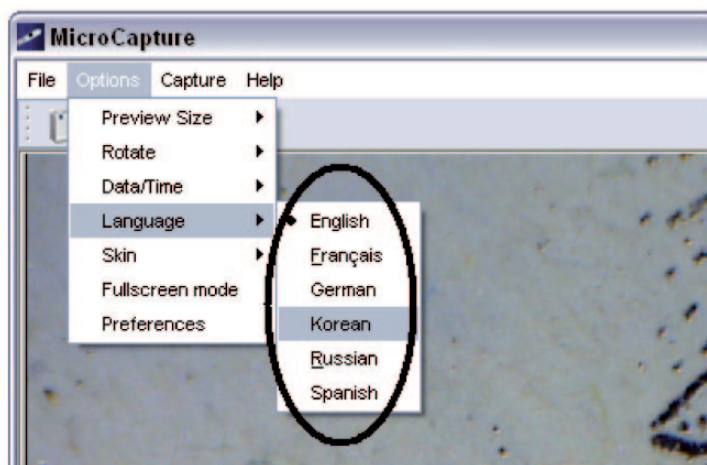 MicroCapture
File Options Capture Help
Preview Size
Rotate
Data/Time
Language
Skin
Fullscreen mode
Preferences
English
Français
German
Korean
Russian
Spanish